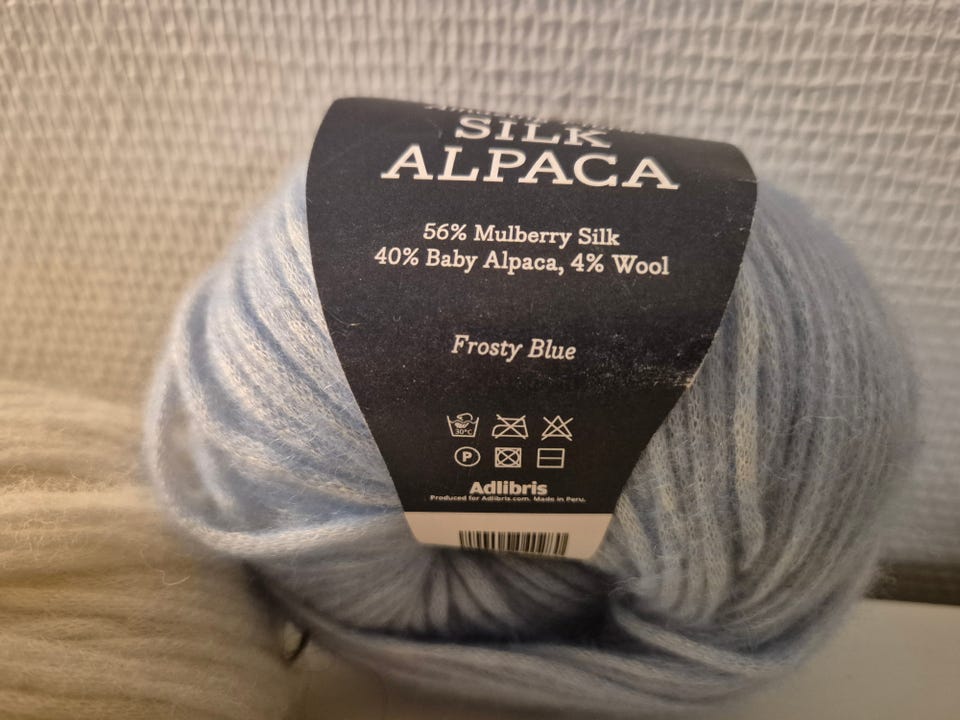 SILK
ALPACA
56% Mulberry Silk
40% Baby Alpaca, 4% Wool
Frosty Blue
30°C
P
Adlibris
Produced for Adlibris.com. Made in Peru.